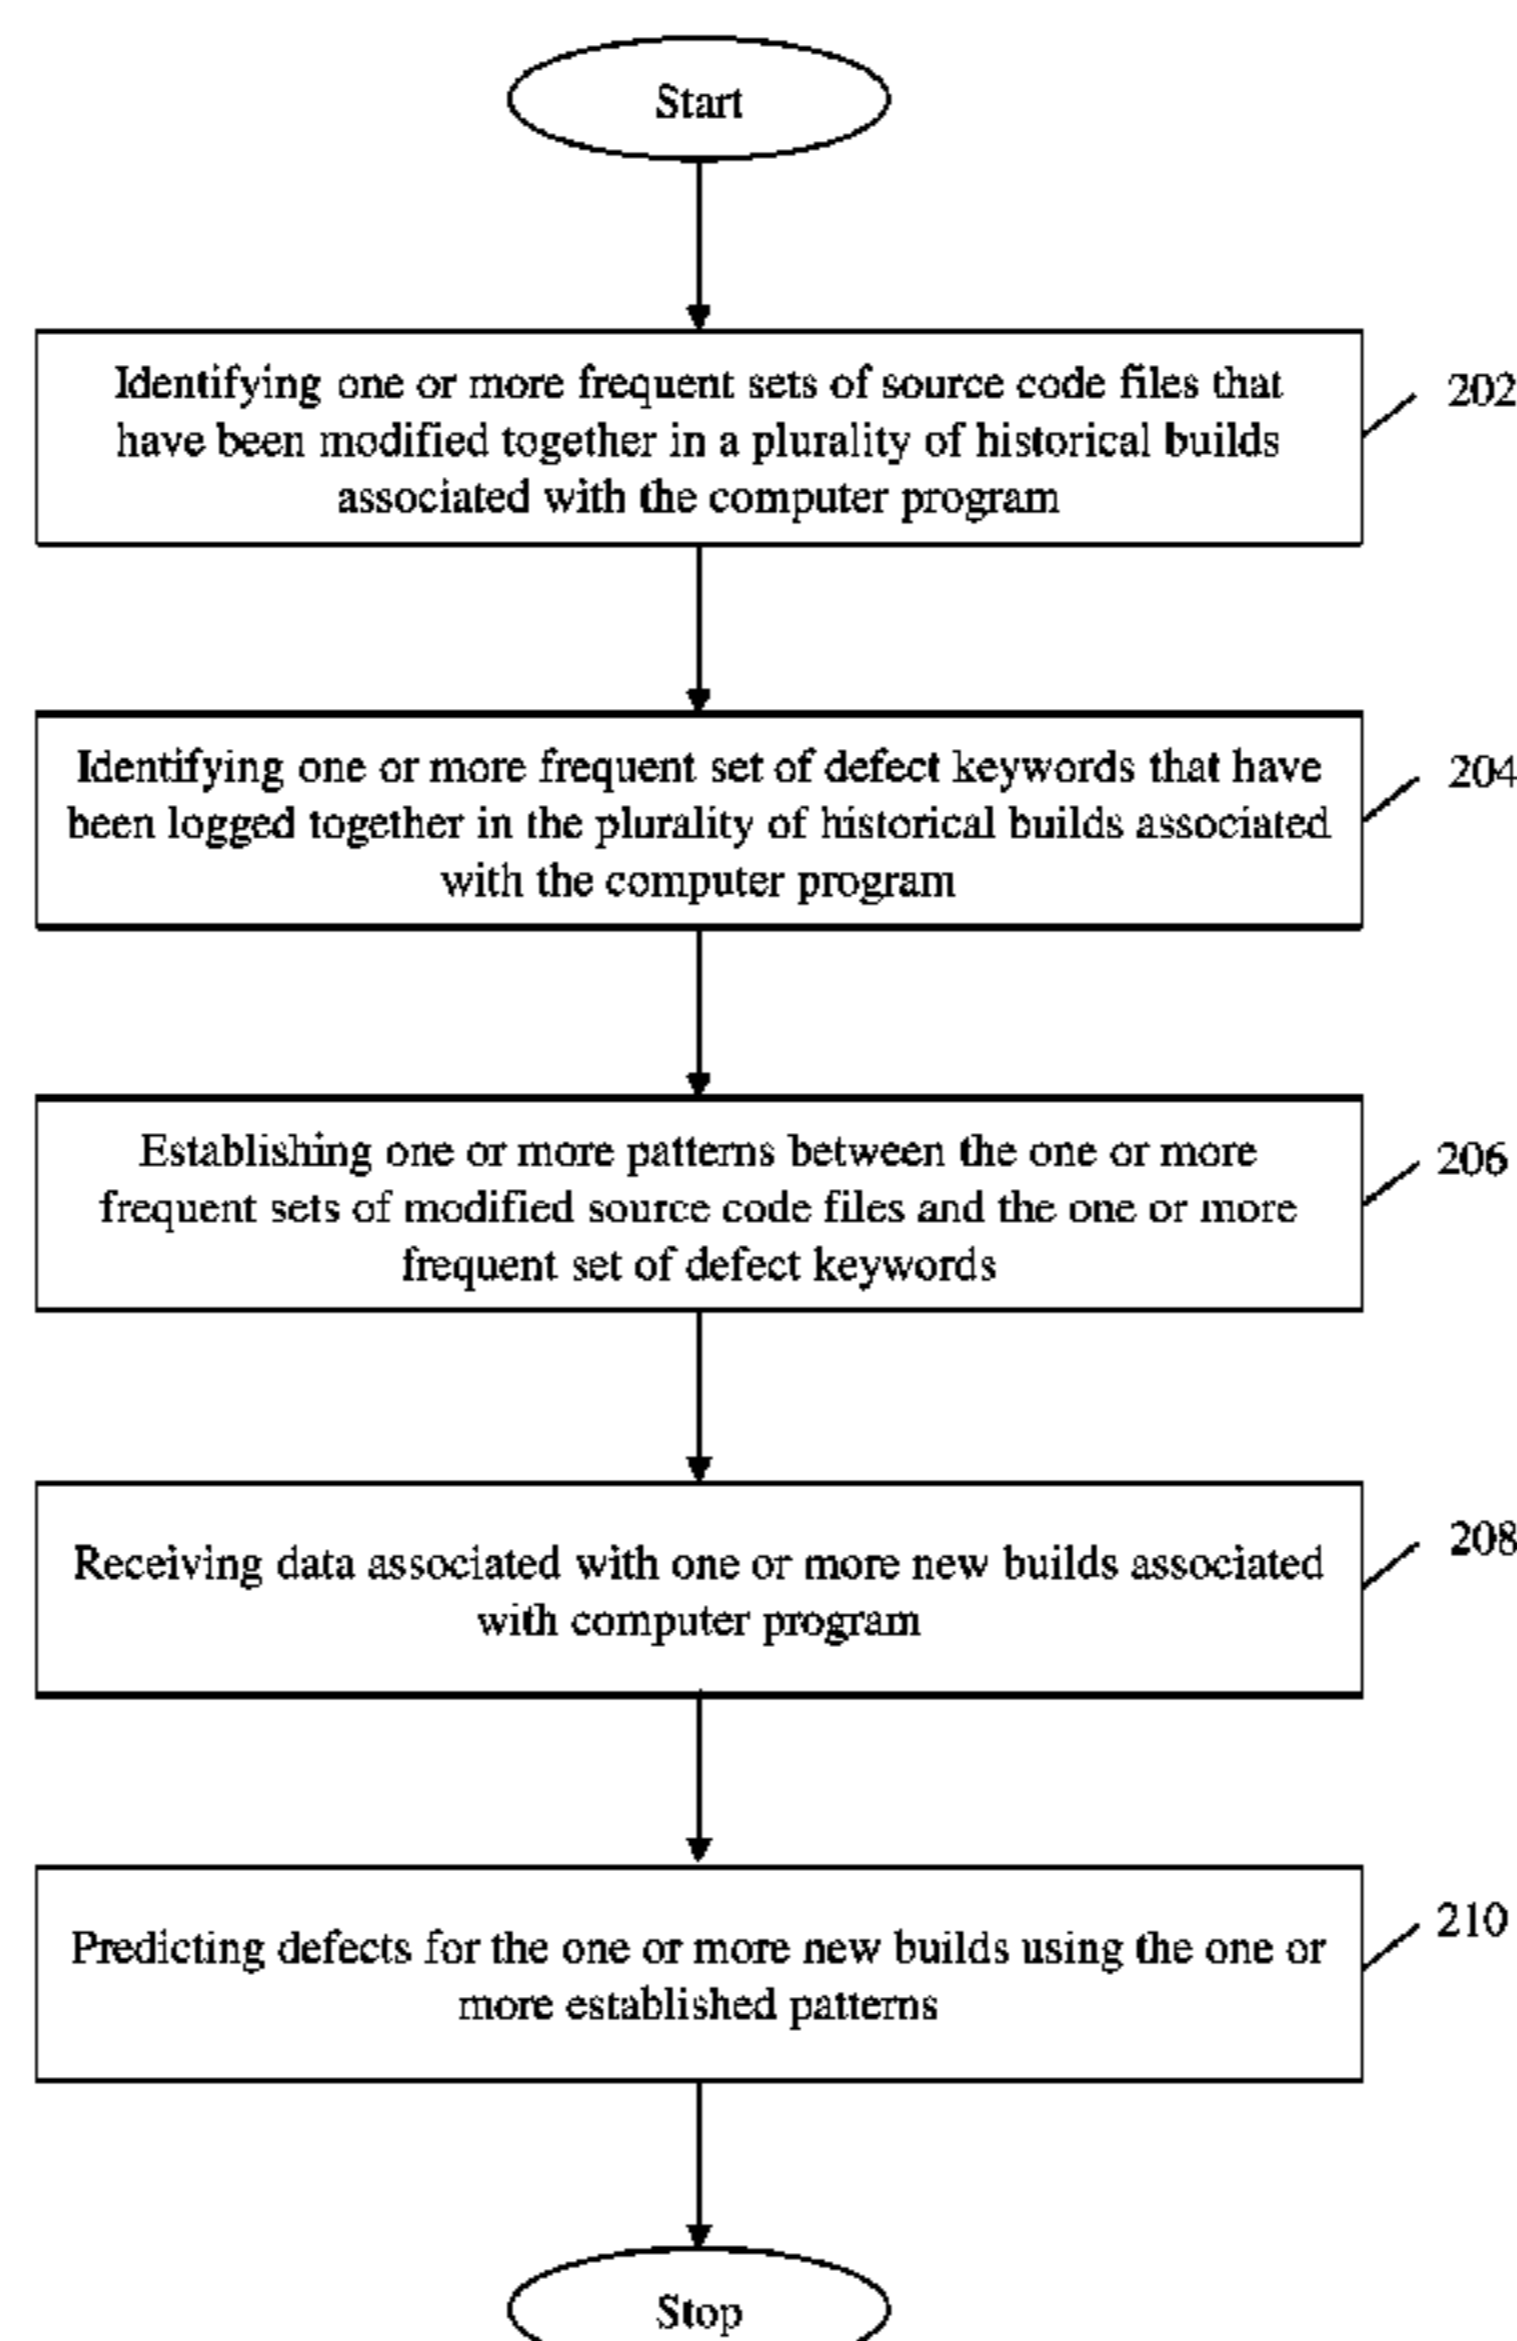 Start
Identifying one or more frequent sets of source code files that
have been modified together in a plurality of historical builds
associated with the computer program
202
Identifying one or more frequent set of defect keywords that have
been logged together in the plurality of historical builds associated
with the computer program
204
Establishing one or more patterns between the one or more
frequent sets of modified source code files and the one or more
frequent set of defect keywords
206
Receiving data associated with one or more new builds associated
with computer program
208
Predicting defects for the one or more new builds using the one or
more established patterns
210
Stop